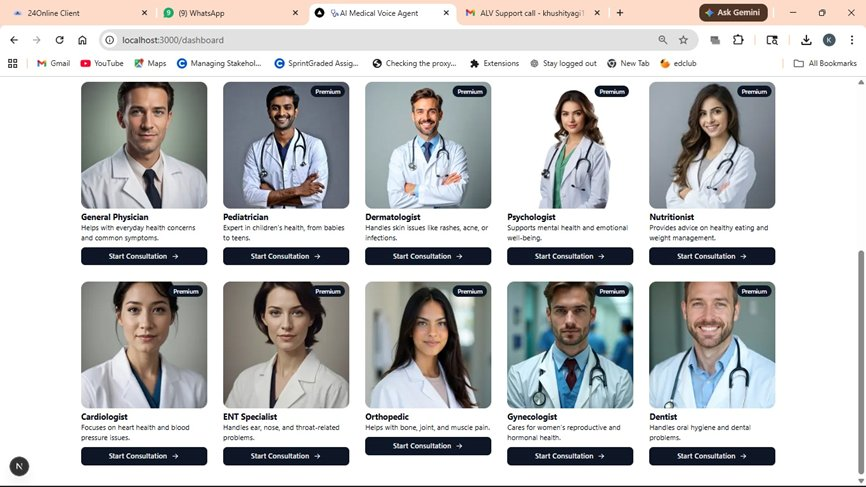 24Online Client
(9) WhatsApp
AI Medical Voice Agent
ALV Support call - khushityagi1
Ask Gemini
localhost:3000/dashboard
K
Gmail
YouTube
Maps
Managing Stakehol...
SprintGraded Assig...
Checking the proxy...
Extensions
Stay logged out
New Tab
edclub
All Bookmarks
Premium
Premium
Premium
Premium
General Physician
Helps with everyday health concerns
and common symptoms.
Start Consultation →
Pediatrician
Expert in children's health, from babies
to teens.
Start Consultation →
Dermatologist
Handles skin issues like rashes, acne, or
infections.
Start Consultation →
Psychologist
Supports mental health and emotional
well-being.
Start Consultation →
Nutritionist
Provides advice on healthy eating and
weight management.
Start Consultation →
Premium
Premium
Premium
Premium
Premium
Cardiologist
Focuses on heart health and blood
pressure issues.
Start Consultation →
ENT Specialist
Handles ear, nose, and throat-related
problems.
Start Consultation →
Orthopedic
Helps with bone, joint, and muscle pain.
Start Consultation →
Gynecologist
Cares for women's reproductive and
hormonal health.
Start Consultation →
Dentist
Handles oral hygiene and dental
problems.
Start Consultation →
N